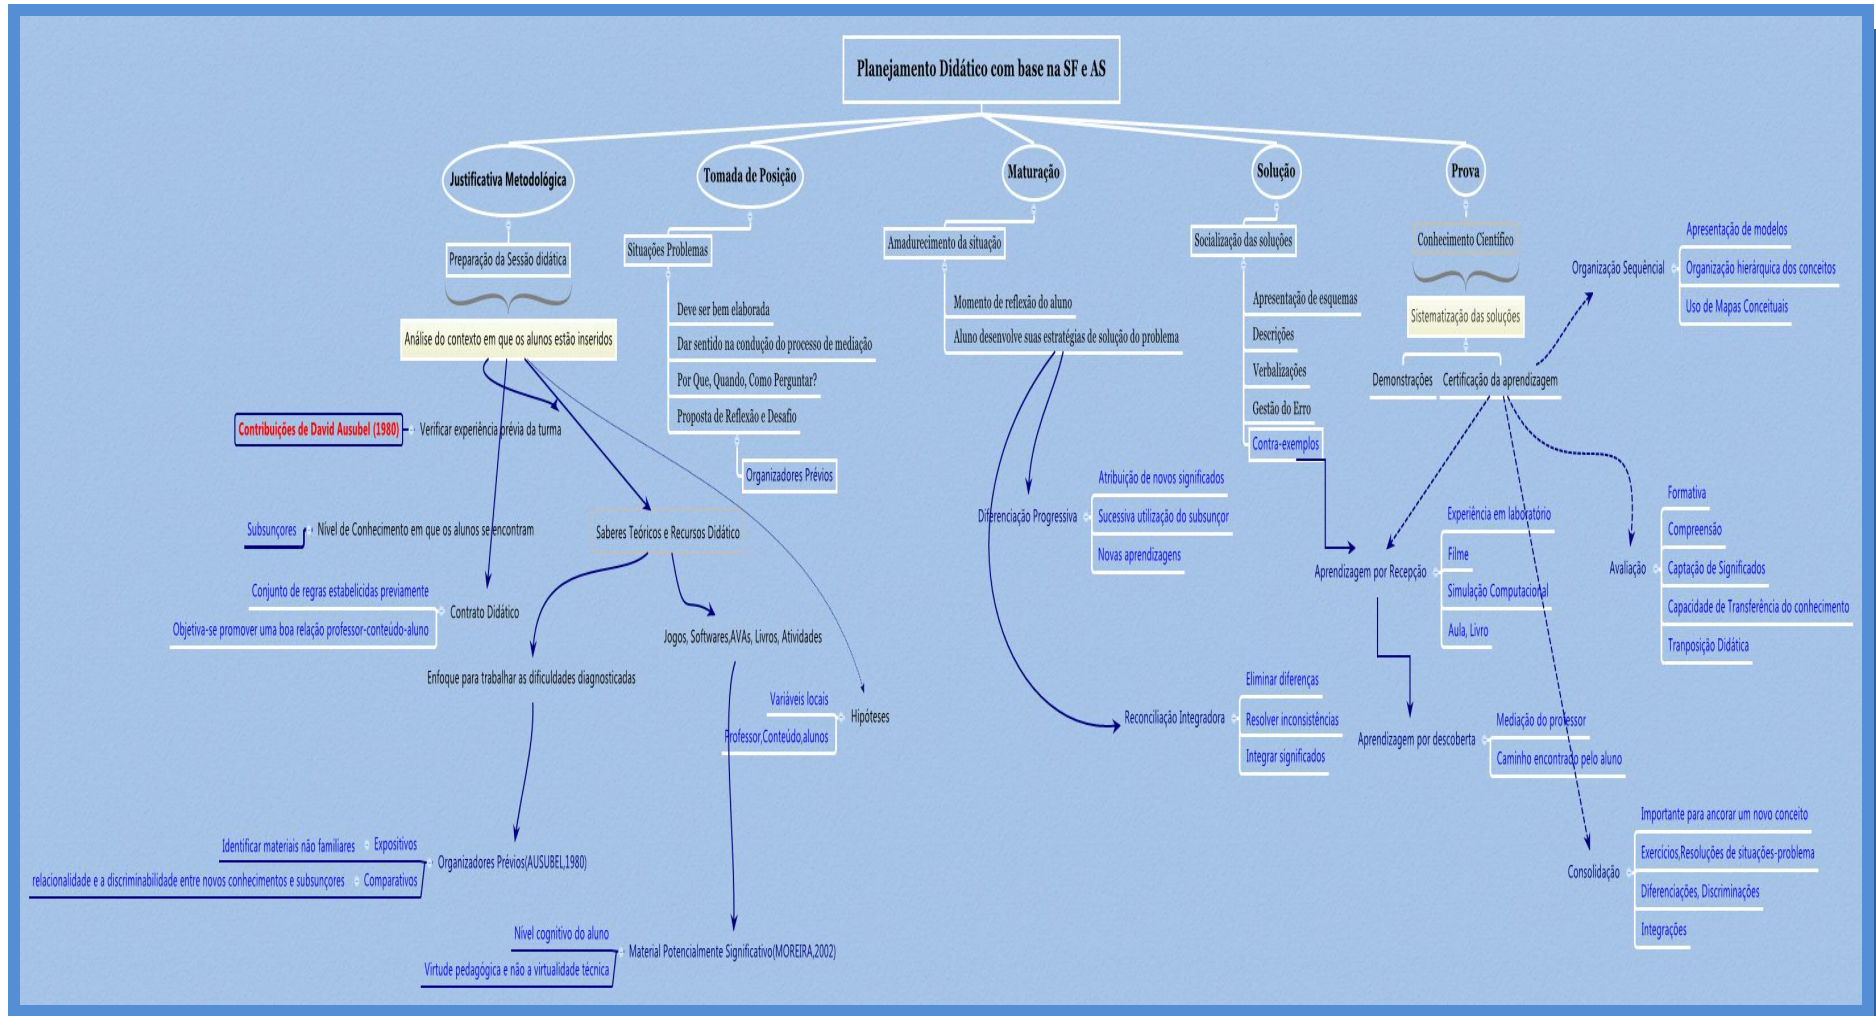 Planejamento Didático com base na SF e AS
Justificativa Metodológica
Preparação da Sessão didática
Análise do contexto em que os alunos estão inseridos
Verificar experiência prévia da turma
Contribuições de David Ausubel (1980)
Nível de Conhecimento em que os alunos se encontram
Subsunçores
Contrato Didático
Conjunto de regras estabelicidas previamente
Objetiva-se promover uma boa relação professor-conteúdo-aluno
Saberes Teóricos e Recursos Didático
Enfoque para trabalhar as dificuldades diagnosticadas
Jogos, Softwares,AVAs, Livros, Atividades
Hipóteses
Variáveis locais
Professor,Conteúdo,alunos
Organizadores Prévios(AUSUBEL,1980)
Expositivos
Identificar materiais não familiares
Comparativos
relacionalidade e a discriminabilidade entre novos conhecimentos e subsunçores
Material Potencialmente Significativo(MOREIRA,2002)
Nível cognitivo do aluno
Virtude pedagógica e não a virtualidade técnica
Tomada de Posição
Situações Problemas
Deve ser bem elaborada
Dar sentido na condução do processo de mediação
Por Que, Quando, Como Perguntar?
Proposta de Reflexão e Desafio
Organizadores Prévios
Maturação
Amadurecimento da situação
Momento de reflexão do aluno
Aluno desenvolve suas estratégias de solução do problema
Diferenciação Progressiva
Atribuição de novos significados
Sucessiva utilização do subsunçor
Novas aprendizagens
Reconciliação Integradora
Eliminar diferenças
Resolver inconsistências
Integrar significados
Solução
Socialização das soluções
Apresentação de esquemas
Descrições
Verbalizações
Gestão do Erro
Contra-exemplos
Prova
Conhecimento Científico
Sistematização das soluções
Demonstrações
Certificação da aprendizagem
Organização Sequêncial
Apresentação de modelos
Organização hierárquica dos conceitos
Uso de Mapas Conceituais
Aprendizagem por Recepção
Experiência em laboratório
Filme
Simulação Computacional
Aula, Livro
Aprendizagem por descoberta
Mediação do professor
Caminho encontrado pelo aluno
Avaliação
Formativa
Compreensão
Captação de Significados
Capacidade de Transferência do conhecimento
Tranposição Didática
Consolidação
Importante para ancorar um novo conceito
Exercícios,Resoluções de situações-problema
Diferenciações, Discriminações
Integrações